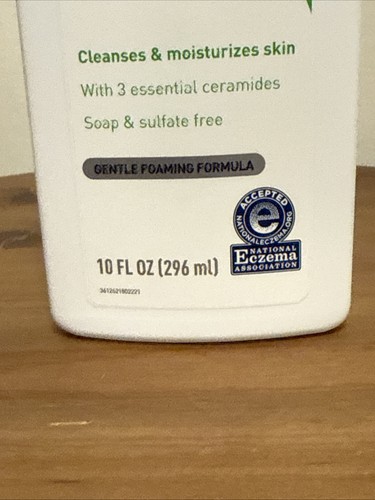 Cleanses & moisturizes skin
With 3 essential ceramides
Soap & sulfate free
GENTLE FOAMING FORMULA
ACCEPTED
e
NATIONALECZEMA.ORG
NATIONAL
Eczema
ASSOCIATION
10 FL OZ (296 ml)